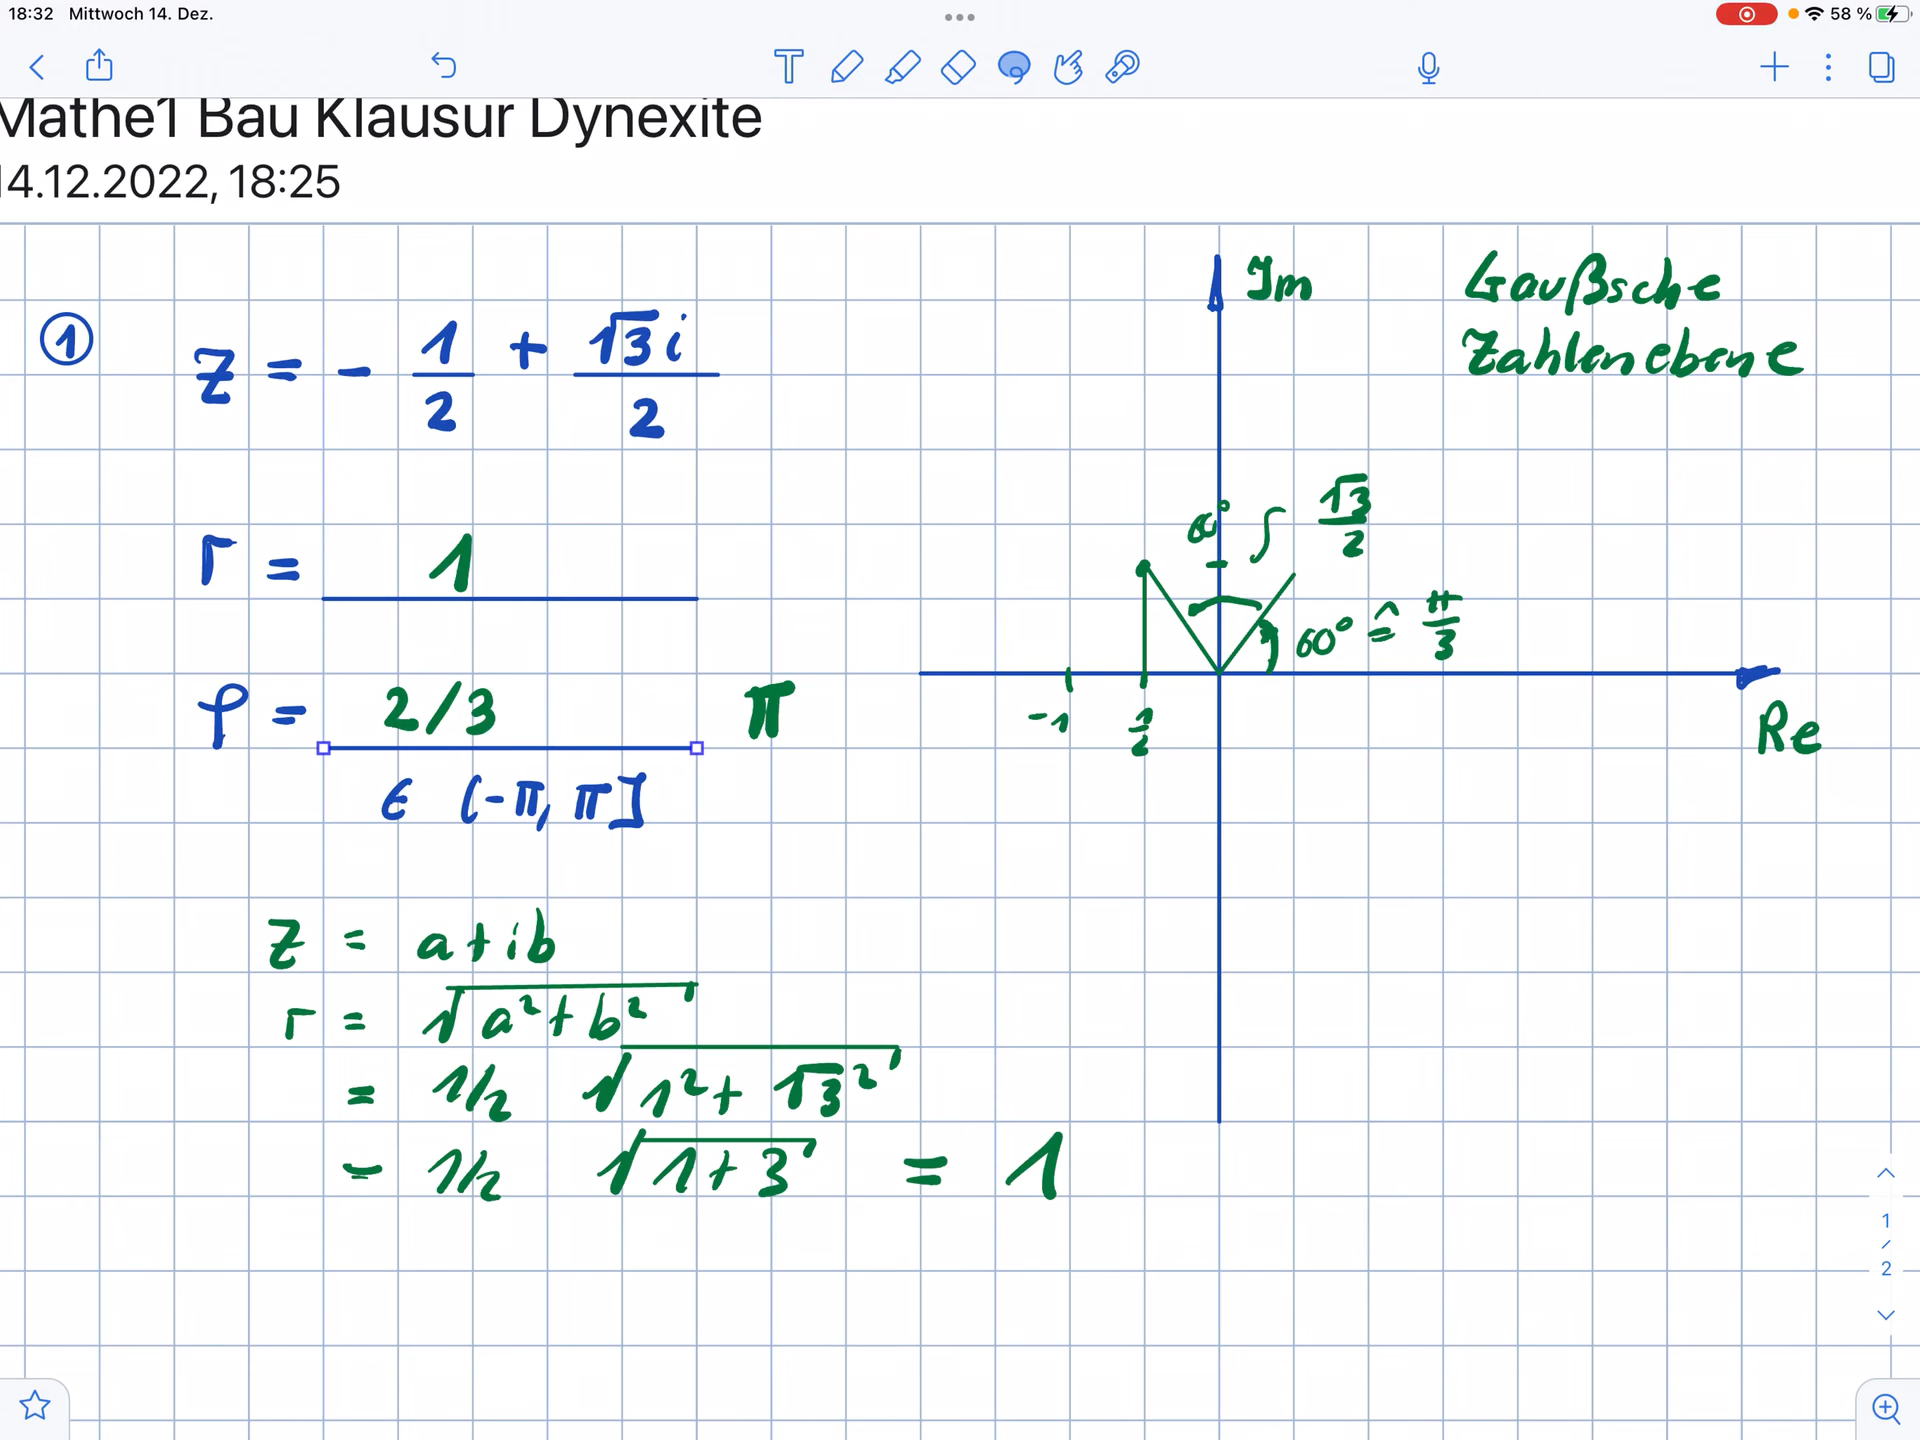 18:32 Mittwoch 14. Dez.
58 %
Mathe1 Bau Klausur Dynexite
14.12.2022, 18:25
① z = - 1/2 + √3 i/2
r = 1
φ = 2/3 π
∈ (-π, π]
z = a + ib
r = √(a² + b²)
= 1/2 √(1² + √3²)
= 1/2 √(1 + 3) = 1
Im
Gaußsche
Zahlenebene
60° √3/2
60° ≙ π/3
-1 1/2
Re
1
/
2